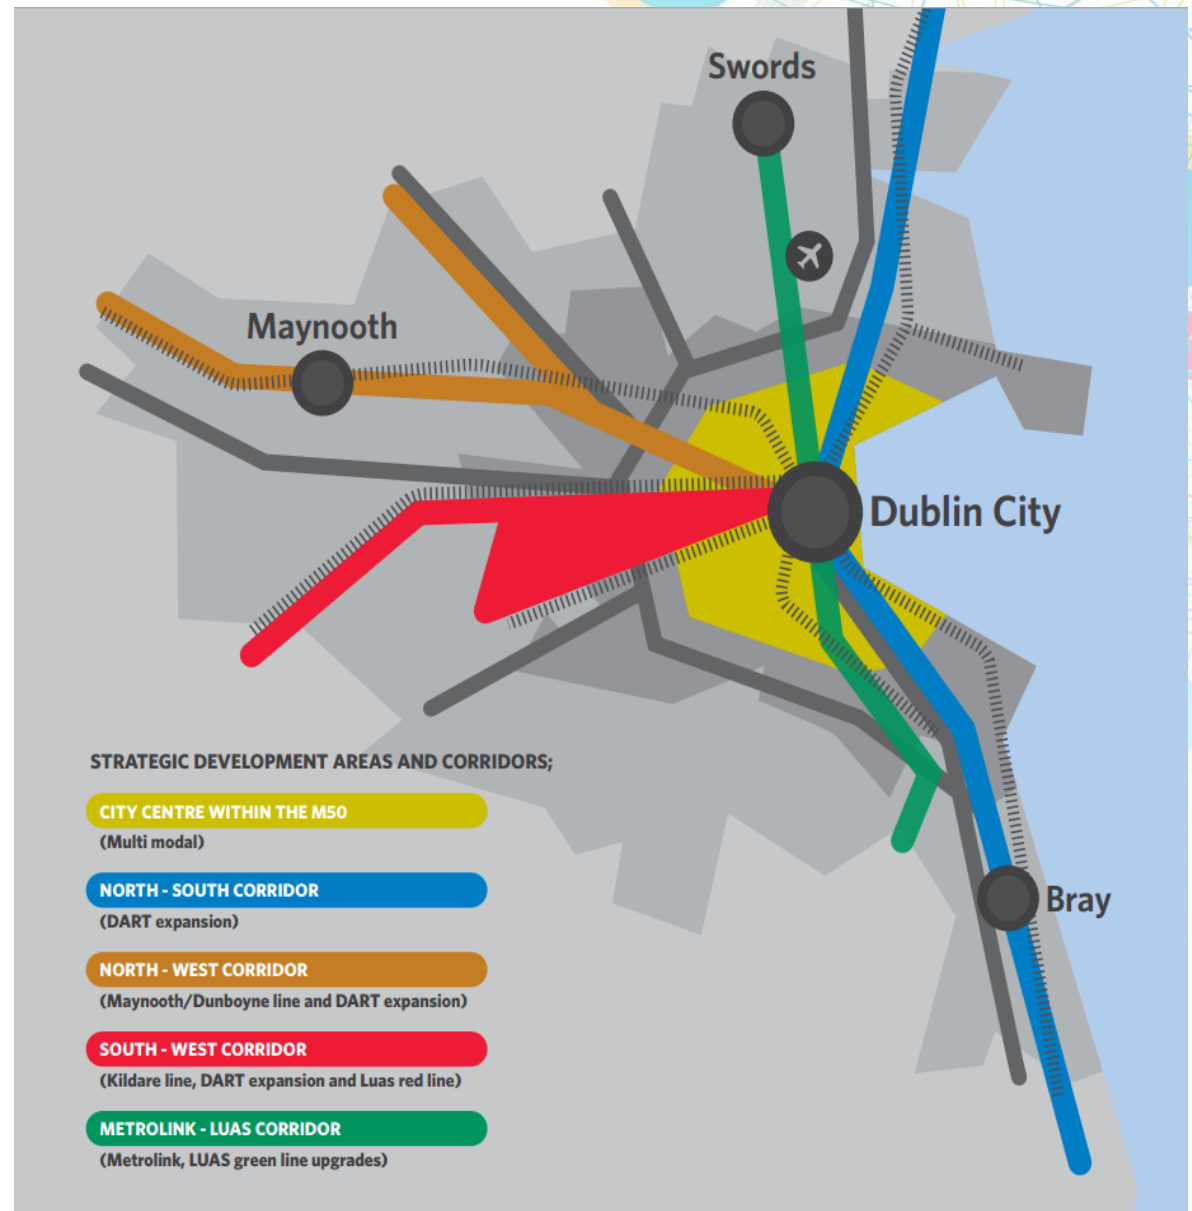 Swords
Maynooth
Dublin City
Bray
STRATEGIC DEVELOPMENT AREAS AND CORRIDORS;
CITY CENTRE WITHIN THE M50
(Multi modal)
NORTH - SOUTH CORRIDOR
(DART expansion)
NORTH - WEST CORRIDOR
(Maynooth/Dunboyne line and DART expansion)
SOUTH - WEST CORRIDOR
(Kildare line, DART expansion and Luas red line)
METROLINK - LUAS CORRIDOR
(Metrolink, LUAS green line upgrades)